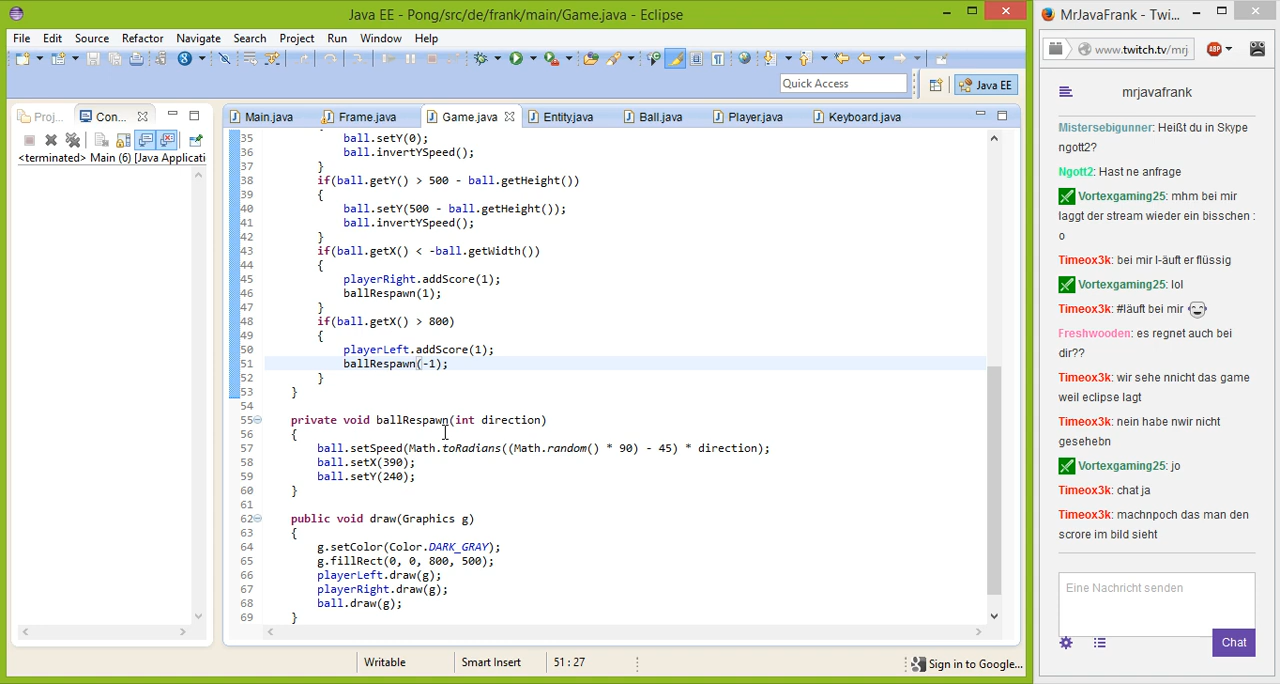 Java EE - Pong/src/de/frank/main/Game.java - Eclipse
File Edit Source Refactor Navigate Search Project Run Window Help
Quick Access
Java EE
Proj...
Con...
<terminated> Main (6) [Java Applicati
Main.java
Frame.java
Game.java
Entity.java
Ball.java
Player.java
Keyboard.java
35 ball.setY(0);
36 ball.invertYSpeed();
37 }
38 if(ball.getY() > 500 - ball.getHeight())
39 {
40 ball.setY(500 - ball.getHeight());
41 ball.invertYSpeed();
42 }
43 if(ball.getX() < -ball.getWidth())
44 {
45 playerRight.addScore(1);
46 ballRespawn(1);
47 }
48 if(ball.getX() > 800)
49 {
50 playerLeft.addScore(1);
51 ballRespawn(-1);
52 }
53 }
54
55 private void ballRespawn(int direction)
56 {
57 ball.setSpeed(Math.toRadians((Math.random() * 90) - 45) * direction);
58 ball.setX(390);
59 ball.setY(240);
60 }
61
62 public void draw(Graphics g)
63 {
64 g.setColor(Color.DARK_GRAY);
65 g.fillRect(0, 0, 800, 500);
66 playerLeft.draw(g);
67 playerRight.draw(g);
68 ball.draw(g);
69 }
Writable
Smart Insert
51 : 27
Sign in to Google...
MrJavaFrank - Twi...
www.twitch.tv/mrj
ABP
mrjavafrank
Mistersebigunner: Heißt du in Skype
ngott2?
Ngott2: Hast ne anfrage
Vortexgaming25: mhm bei mir
laggt der stream wieder ein bisschen :
o
Timeox3k: bei mir l-äuft er flüssig
Vortexgaming25: lol
Timeox3k: #läuft bei mir
Freshwooden: es regnet auch bei
dir??
Timeox3k: wir sehe nnicht das game
weil eclipse lagt
Timeox3k: nein habe nwir nicht
gesehebn
Vortexgaming25: jo
Timeox3k: chat ja
Timeox3k: machnpoch das man den
scrore im bild sieht
Eine Nachricht senden
Chat